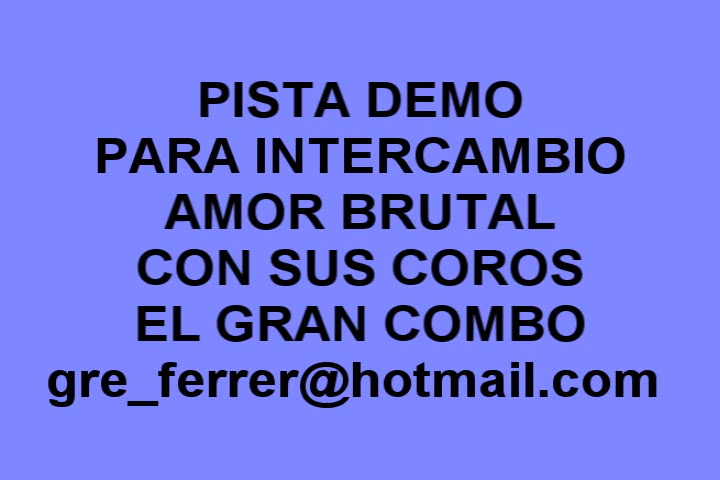 PISTA DEMO
PARA INTERCAMBIO
AMOR BRUTAL
CON SUS COROS
EL GRAN COMBO
gre_ferrer@hotmail.com